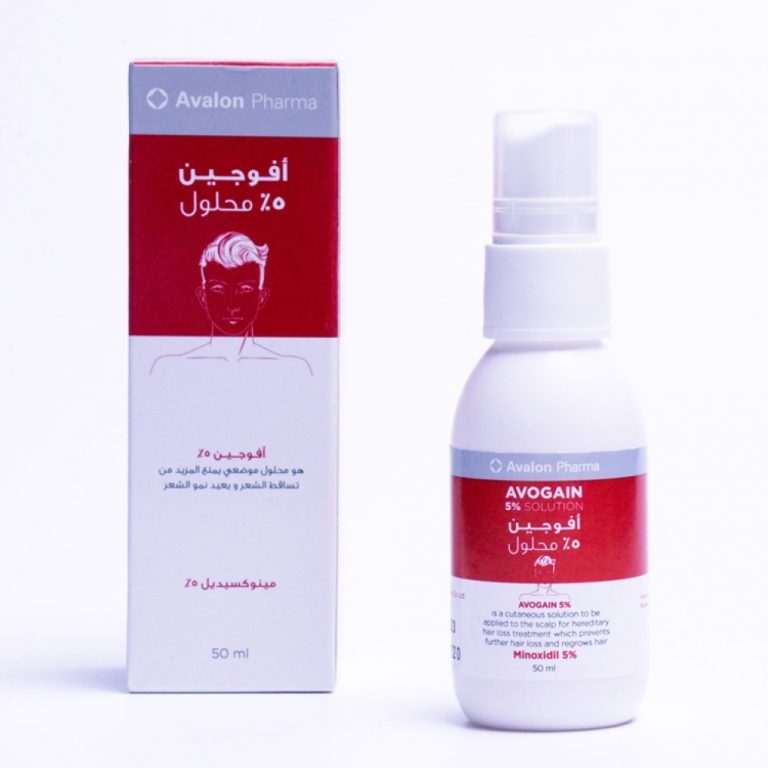 Avalon Pharma
أفوجين
٥٪ محلول
أفوجين ٥٪
هو محلول موضعي يمنع المزيد من
تساقط الشعر و يعيد نمو الشعر
مينوكسيديل ٥٪
50 ml
Avalon Pharma
AVOGAIN
5% SOLUTION
أفوجين
٥٪ محلول
AVOGAIN 5%
is a cutaneous solution to be
applied to the scalp for hereditary
hair loss treatment which prevents
further hair loss and regrows hair
Minoxidil 5%
50 ml